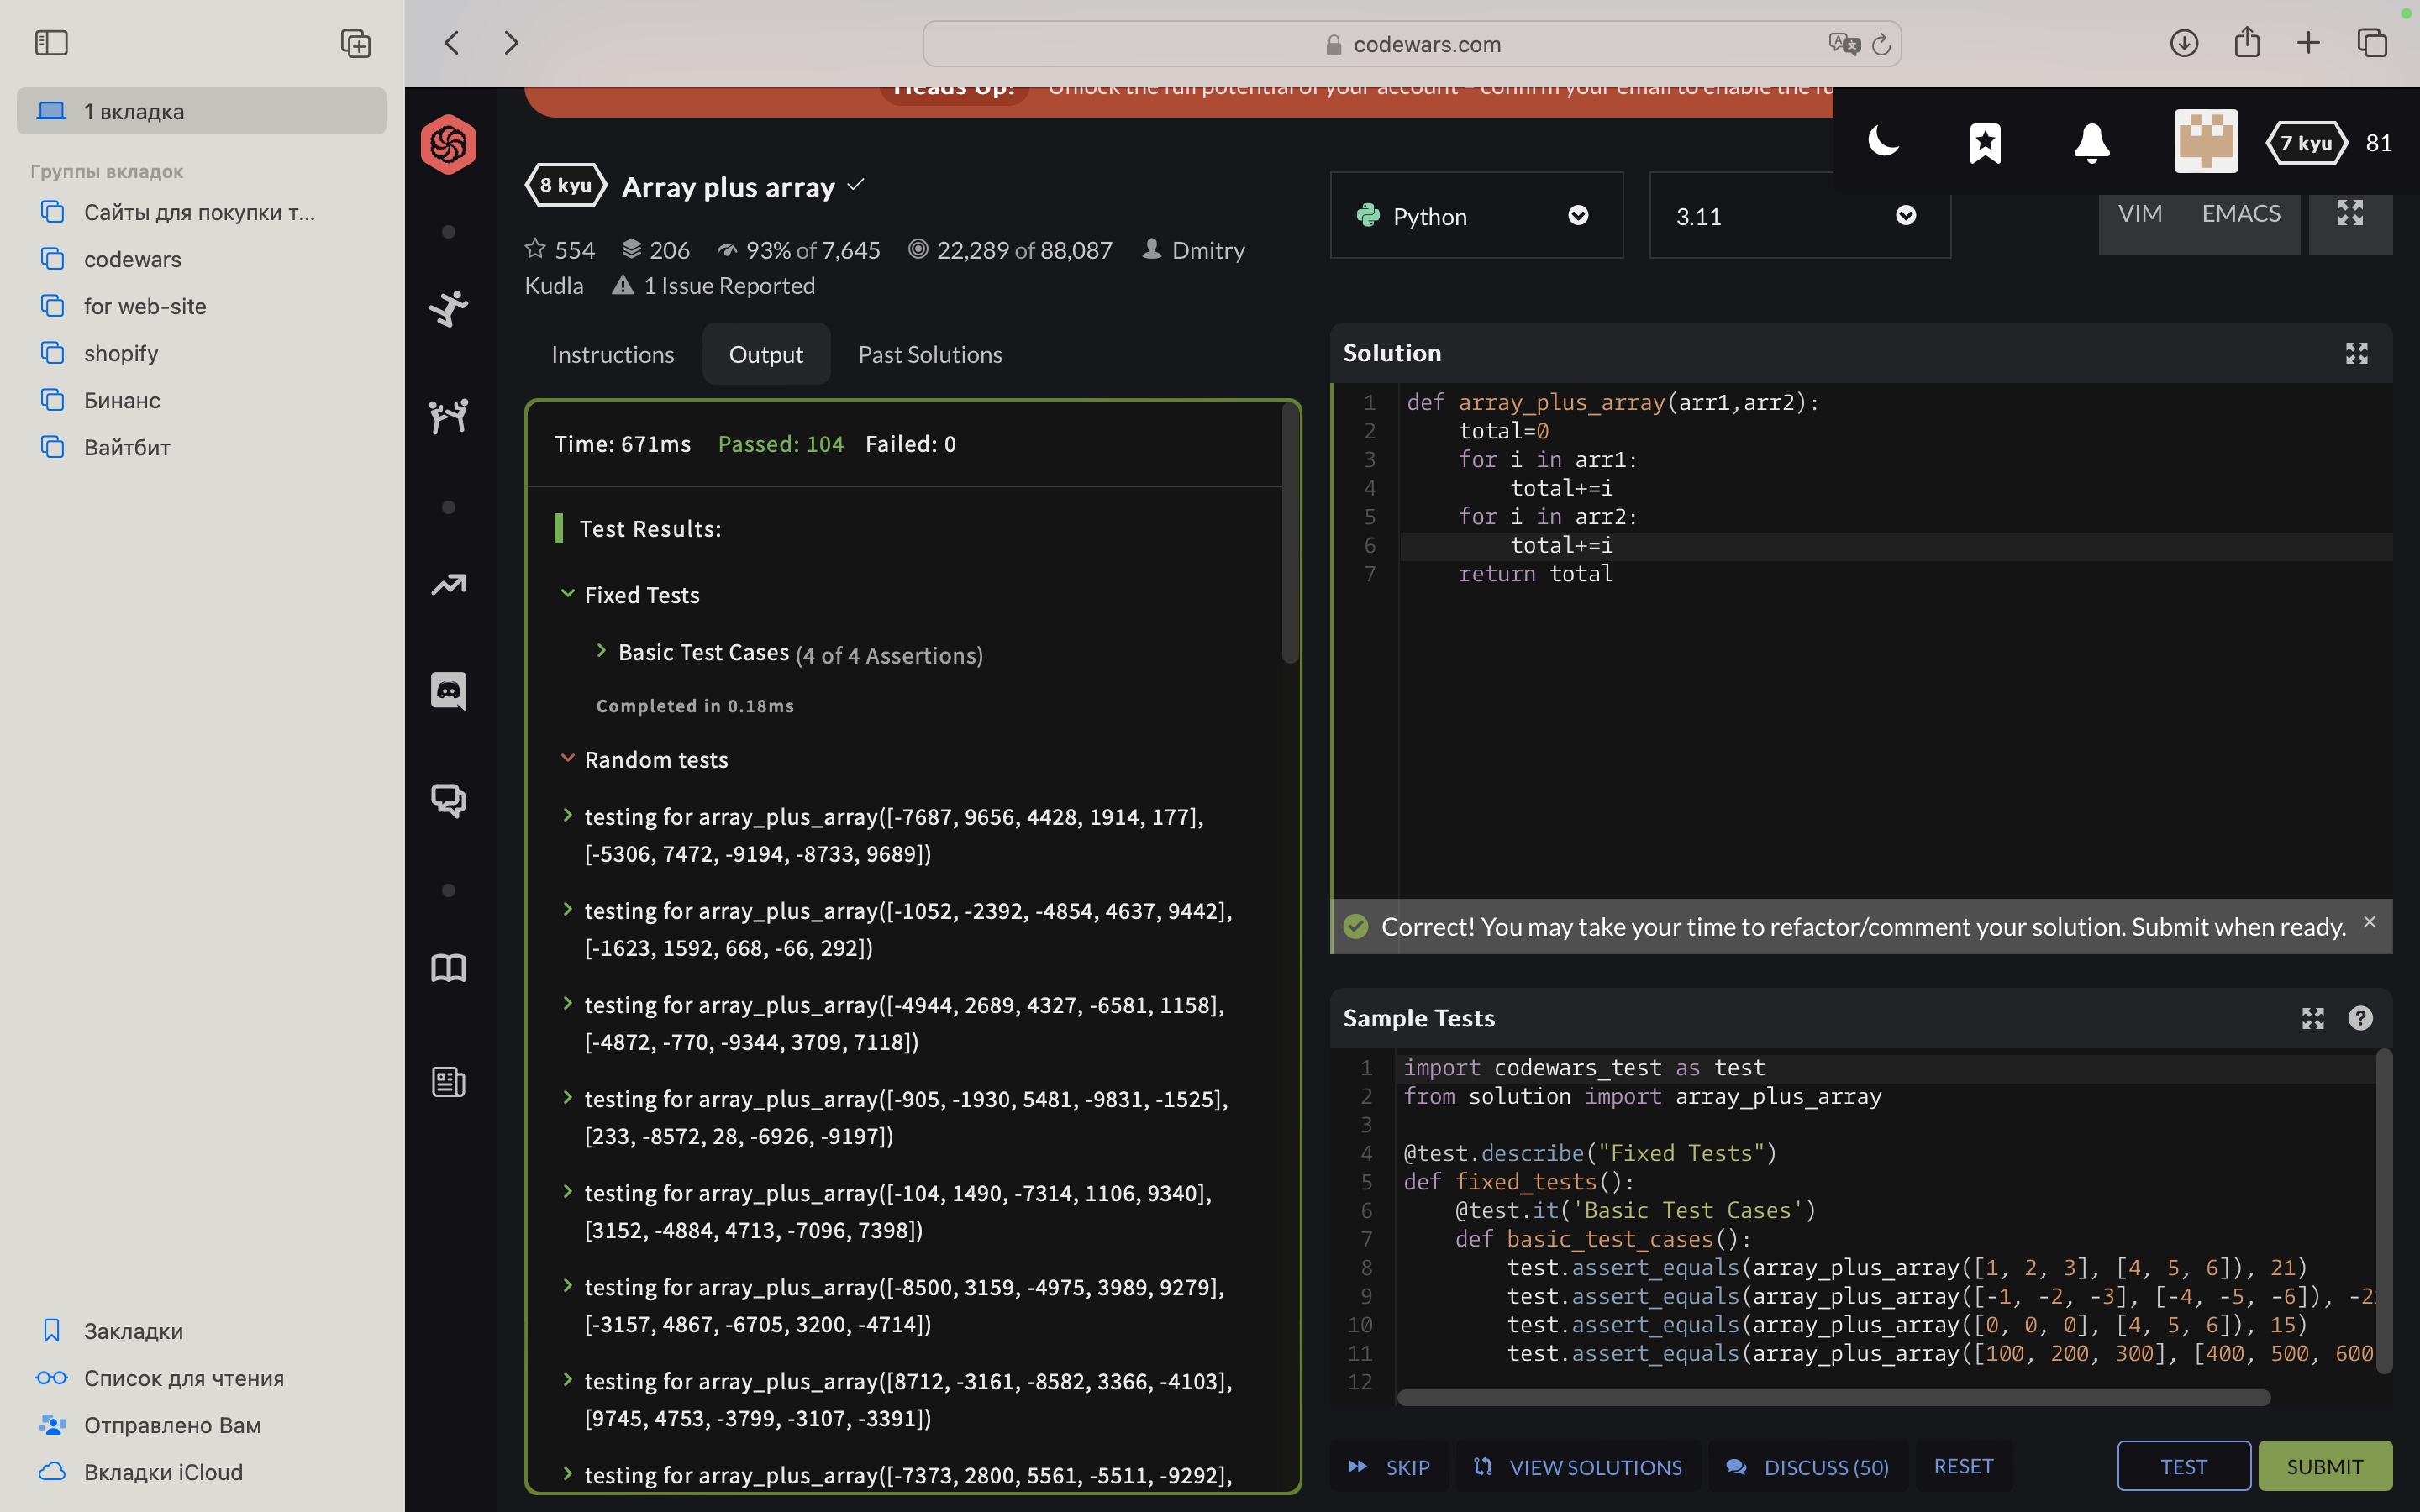 1 вкладка
Группы вкладок
Сайты для покупки т...
codewars
for web-site
shopify
Бинанс
Вайтбит
Закладки
Список для чтения
Отправлено Вам
Вкладки iCloud
codewars.com
Heads Up! Unlock the full potential of your account – confirm your email to enable the fu
7 kyu 81
8 kyu Array plus array
554 206 93% of 7,645 22,289 of 88,087 Dmitry
Kudla 1 Issue Reported
Python 3.11 VIM EMACS
Instructions Output Past Solutions
Time: 671ms Passed: 104 Failed: 0
Test Results:
Fixed Tests
Basic Test Cases (4 of 4 Assertions)
Completed in 0.18ms
Random tests
testing for array_plus_array([-7687, 9656, 4428, 1914, 177],
[-5306, 7472, -9194, -8733, 9689])
testing for array_plus_array([-1052, -2392, -4854, 4637, 9442],
[-1623, 1592, 668, -66, 292])
testing for array_plus_array([-4944, 2689, 4327, -6581, 1158],
[-4872, -770, -9344, 3709, 7118])
testing for array_plus_array([-905, -1930, 5481, -9831, -1525],
[233, -8572, 28, -6926, -9197])
testing for array_plus_array([-104, 1490, -7314, 1106, 9340],
[3152, -4884, 4713, -7096, 7398])
testing for array_plus_array([-8500, 3159, -4975, 3989, 9279],
[-3157, 4867, -6705, 3200, -4714])
testing for array_plus_array([8712, -3161, -8582, 3366, -4103],
[9745, 4753, -3799, -3107, -3391])
testing for array_plus_array([-7373, 2800, 5561, -5511, -9292],
Solution
1 def array_plus_array(arr1,arr2):
2 total=0
3 for i in arr1:
4 total+=i
5 for i in arr2:
6 total+=i
7 return total
Correct! You may take your time to refactor/comment your solution. Submit when ready.
Sample Tests
1 import codewars_test as test
2 from solution import array_plus_array
3
4 @test.describe("Fixed Tests")
5 def fixed_tests():
6 @test.it('Basic Test Cases')
7 def basic_test_cases():
8 test.assert_equals(array_plus_array([1, 2, 3], [4, 5, 6]), 21)
9 test.assert_equals(array_plus_array([-1, -2, -3], [-4, -5, -6]), -2
10 test.assert_equals(array_plus_array([0, 0, 0], [4, 5, 6]), 15)
11 test.assert_equals(array_plus_array([100, 200, 300], [400, 500, 600
12
SKIP VIEW SOLUTIONS DISCUSS (50) RESET TEST SUBMIT